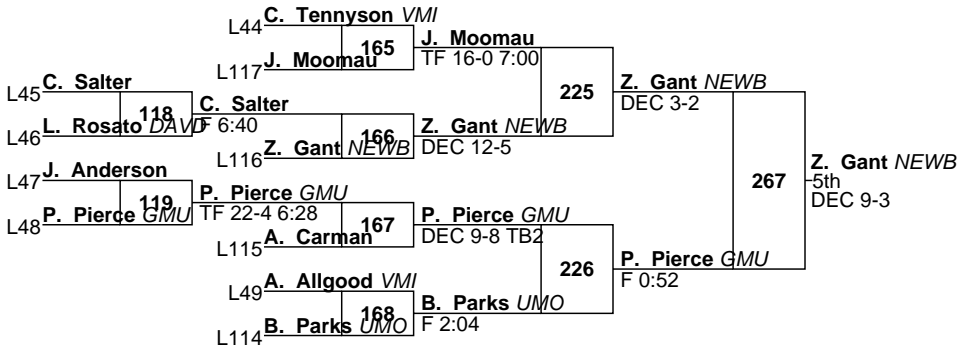 L44 C. Tennyson VMI
165
L117 J. Moomau
J. Moomau
TF 16-0 7:00
L45 C. Salter
118
L46 L. Rosato DAVD
C. Salter
F 6:40
166
L116 Z. Gant NEWB
Z. Gant NEWB
DEC 12-5
225
Z. Gant NEWB
DEC 3-2
L47 J. Anderson
119
L48 P. Pierce GMU
P. Pierce GMU
TF 22-4 6:28
167
L115 A. Carman
P. Pierce GMU
DEC 9-8 TB2
L49 A. Allgood VMI
168
L114 B. Parks UMO
B. Parks UMO
F 2:04
226
P. Pierce GMU
F 0:52
267
Z. Gant NEWB
5th
DEC 9-3